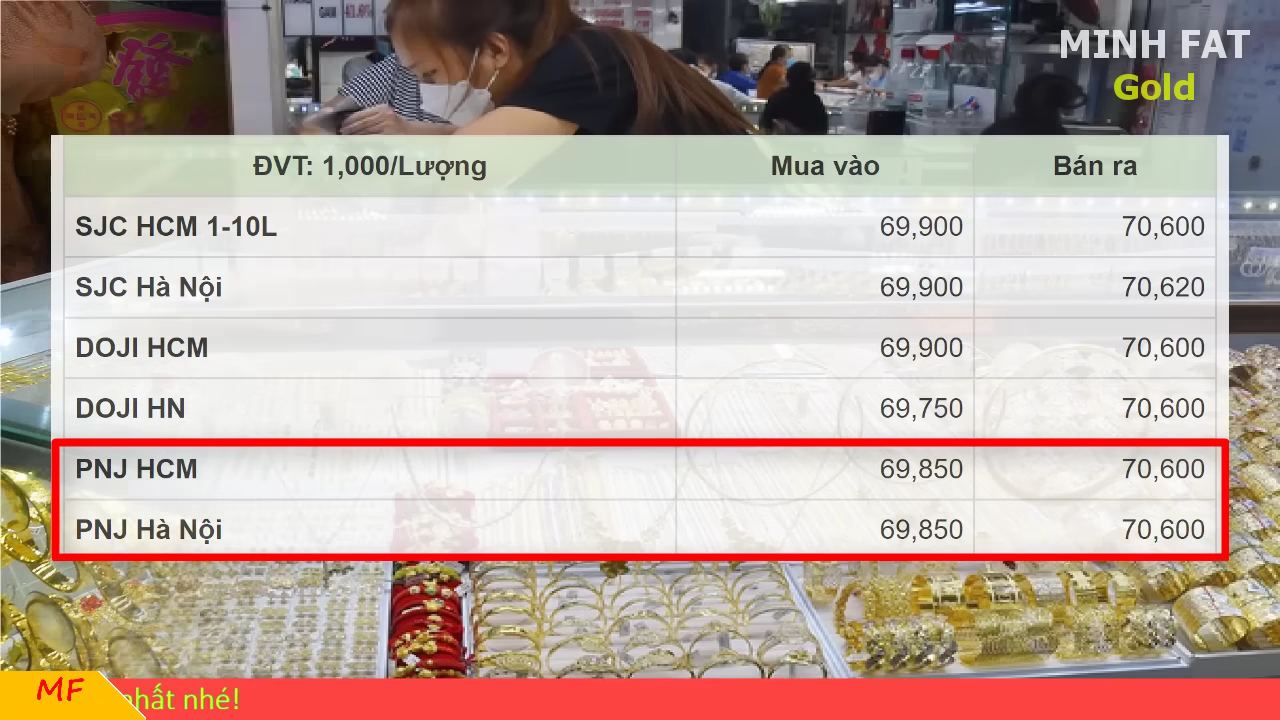 MINH FAT
Gold
ĐVT: 1,000/Lượng Mua vào Bán ra
SJC HCM 1-10L 69,900 70,600
SJC Hà Nội 69,900 70,620
DOJI HCM 69,900 70,600
DOJI HN 69,750 70,600
PNJ HCM 69,850 70,600
PNJ Hà Nội 69,850 70,600
MF nhất nhé!